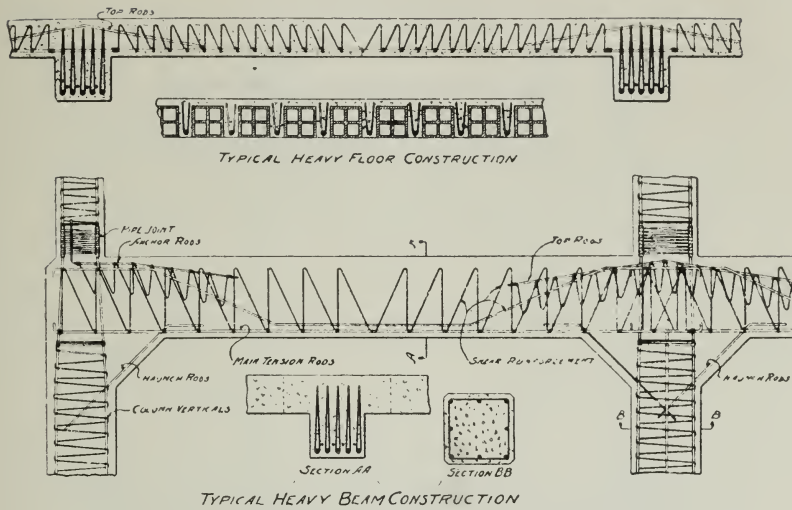 TOP RODS
TYPICAL HEAVY FLOOR CONSTRUCTION
PIPE JOINT
ANCHOR RODS
A
TOP RODS
MAIN TENSION RODS
A
SHEAR REINFORCEMENT
HAUNCH RODS
HAUNCH RODS
COLUMN VERTICALS
B
B
SECTION AA
SECTION BB
TYPICAL HEAVY BEAM CONSTRUCTION